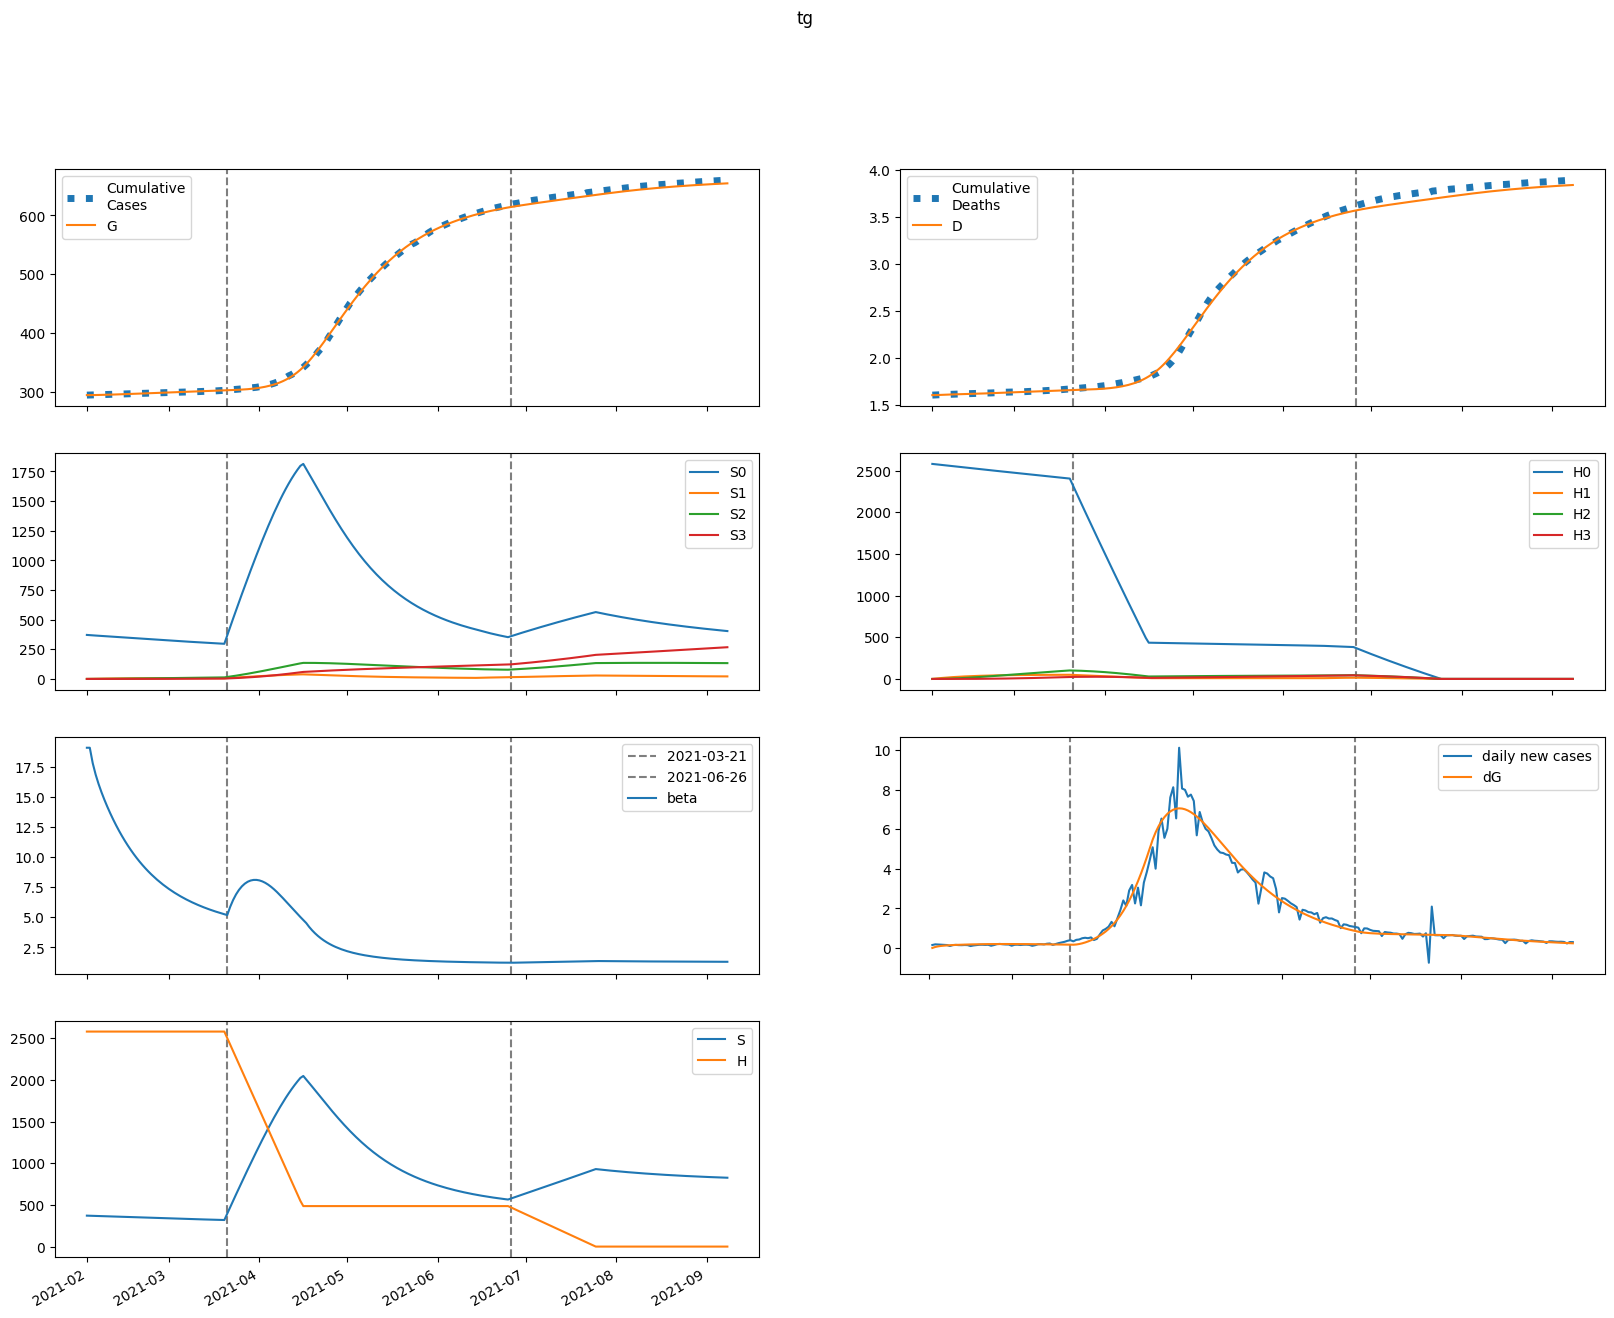 tg
Cumulative
Cases
G
600
500
400
300
Cumulative
Deaths
D
4.0
3.5
3.0
2.5
2.0
1.5
S0
S1
S2
S3
1750
1500
1250
1000
750
500
250
0
H0
H1
H2
H3
2500
2000
1500
1000
500
0
2021-03-21
2021-06-26
beta
17.5
15.0
12.5
10.0
7.5
5.0
2.5
daily new cases
dG
10
8
6
4
2
0
S
H
2500
2000
1500
1000
500
0
2021-02
2021-03
2021-04
2021-05
2021-06
2021-07
2021-08
2021-09